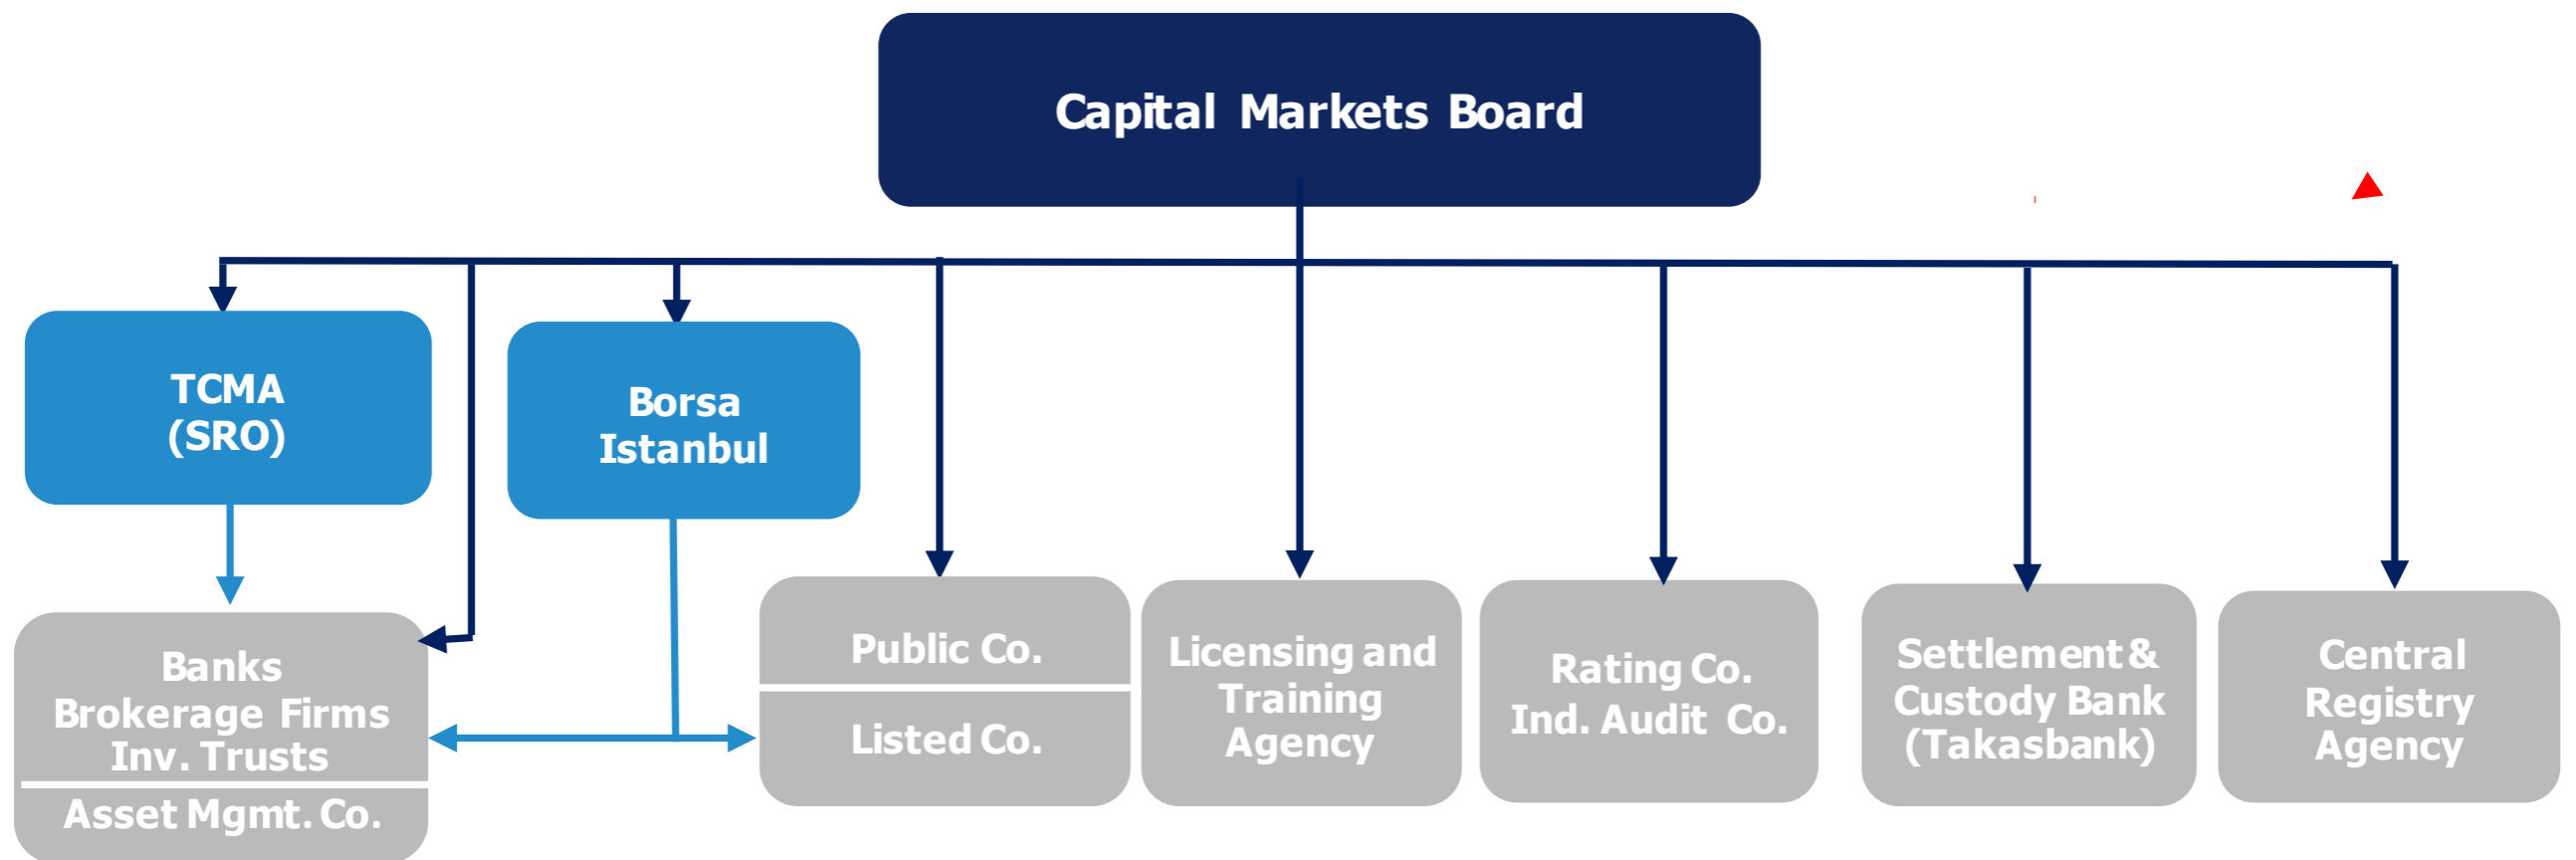 Capital Markets Board
TCMA
(SRO)
Borsa
Istanbul
Banks
Brokerage Firms
Inv. Trusts
Asset Mgmt. Co.
Public Co.
Listed Co.
Licensing and
Training
Agency
Rating Co.
Ind. Audit Co.
Settlement &
Custody Bank
(Takasbank)
Central
Registry
Agency